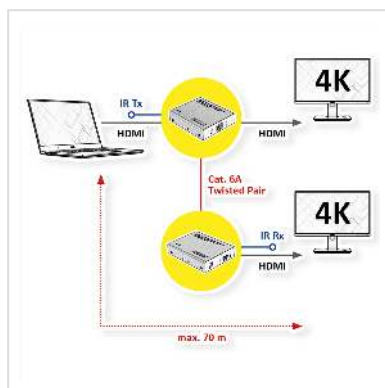 4K
IR Tx
HDMI
HDMI
Cat. 6A
Twisted Pair
4K
IR Rx
HDMI
max. 70 m